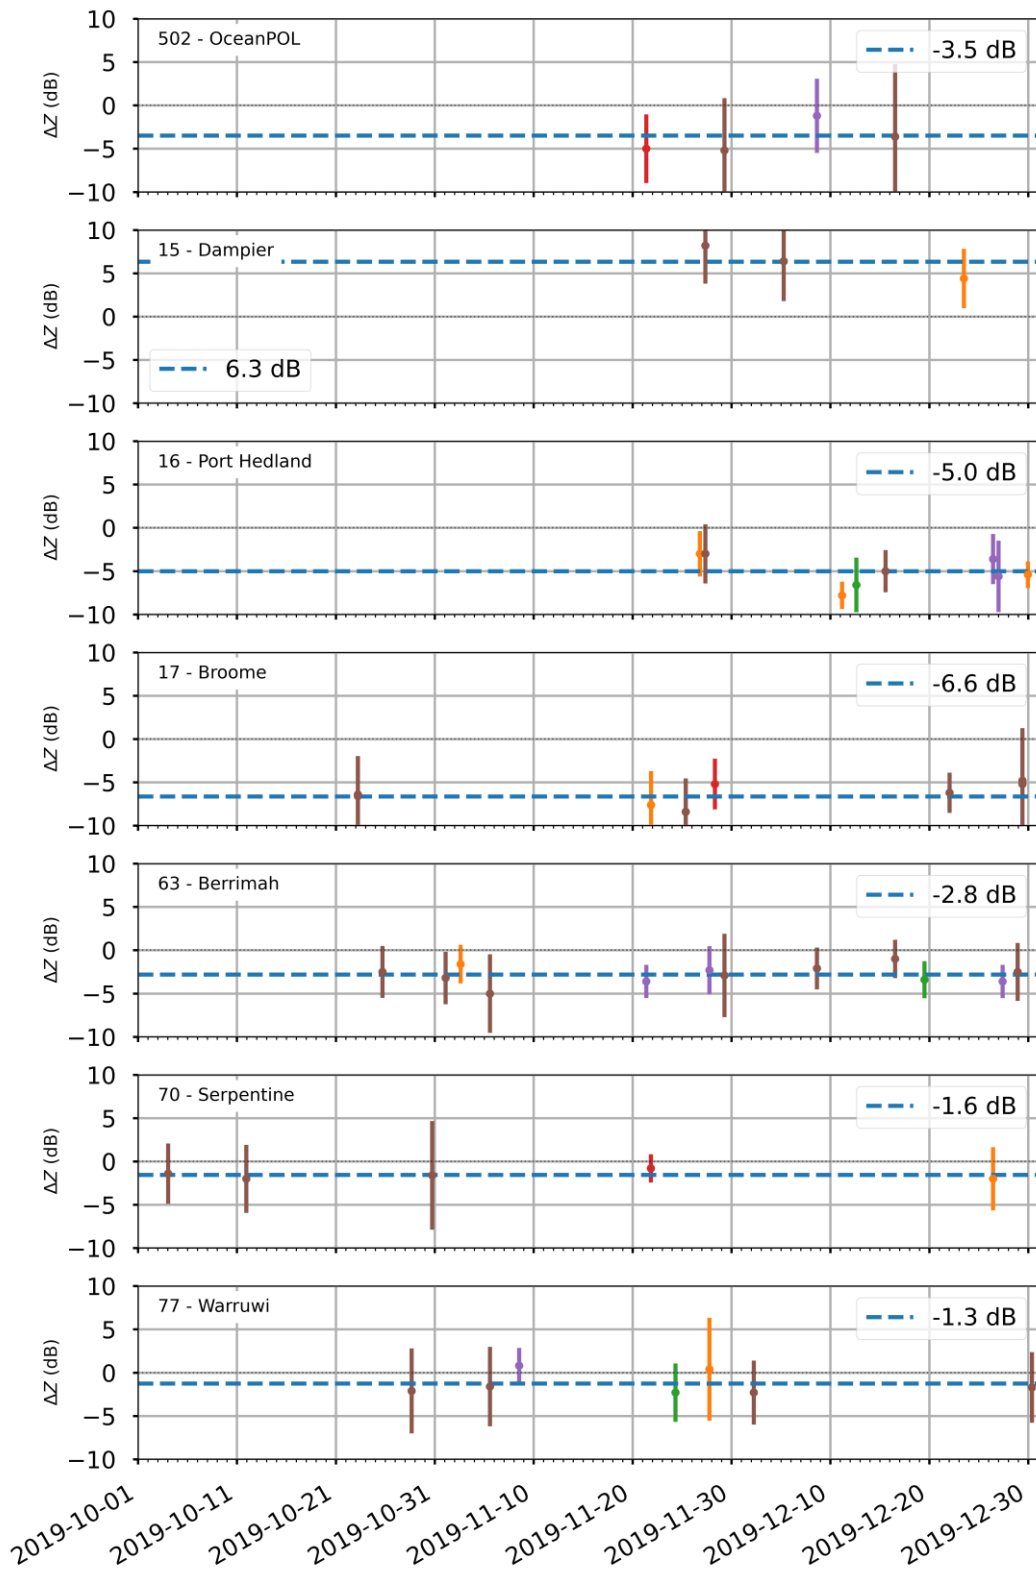 10
502 - OceanPOL
-3.5 dB
5
0
−5
−10
ΔZ (dB)
10
15 - Dampier
5
0
−5
6.3 dB
−10
ΔZ (dB)
10
16 - Port Hedland
-5.0 dB
5
0
−5
−10
ΔZ (dB)
10
17 - Broome
-6.6 dB
5
0
−5
−10
ΔZ (dB)
10
63 - Berrimah
-2.8 dB
5
0
−5
−10
ΔZ (dB)
10
70 - Serpentine
-1.6 dB
5
0
−5
−10
ΔZ (dB)
10
77 - Warruwi
-1.3 dB
5
0
−5
−10
ΔZ (dB)
2019-10-01
2019-10-11
2019-10-21
2019-10-31
2019-11-10
2019-11-20
2019-11-30
2019-12-10
2019-12-20
2019-12-30